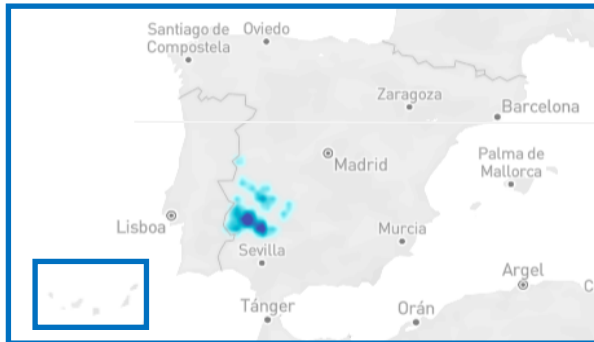 Santiago de
Compostela
Oviedo
Zaragoza
Barcelona
Madrid
Palma de
Mallorca
Lisboa
Sevilla
Murcia
Argel
C
Tánger
Orán